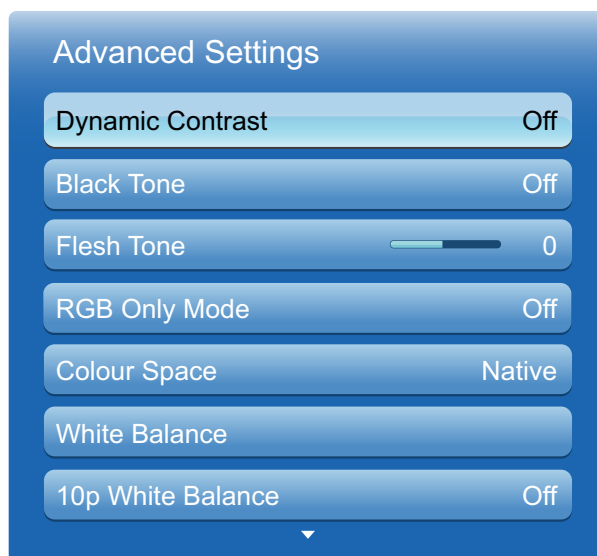 Advanced Settings
Dynamic Contrast Off
Black Tone Off
Flesh Tone 0
RGB Only Mode Off
Colour Space Native
White Balance
10p White Balance Off